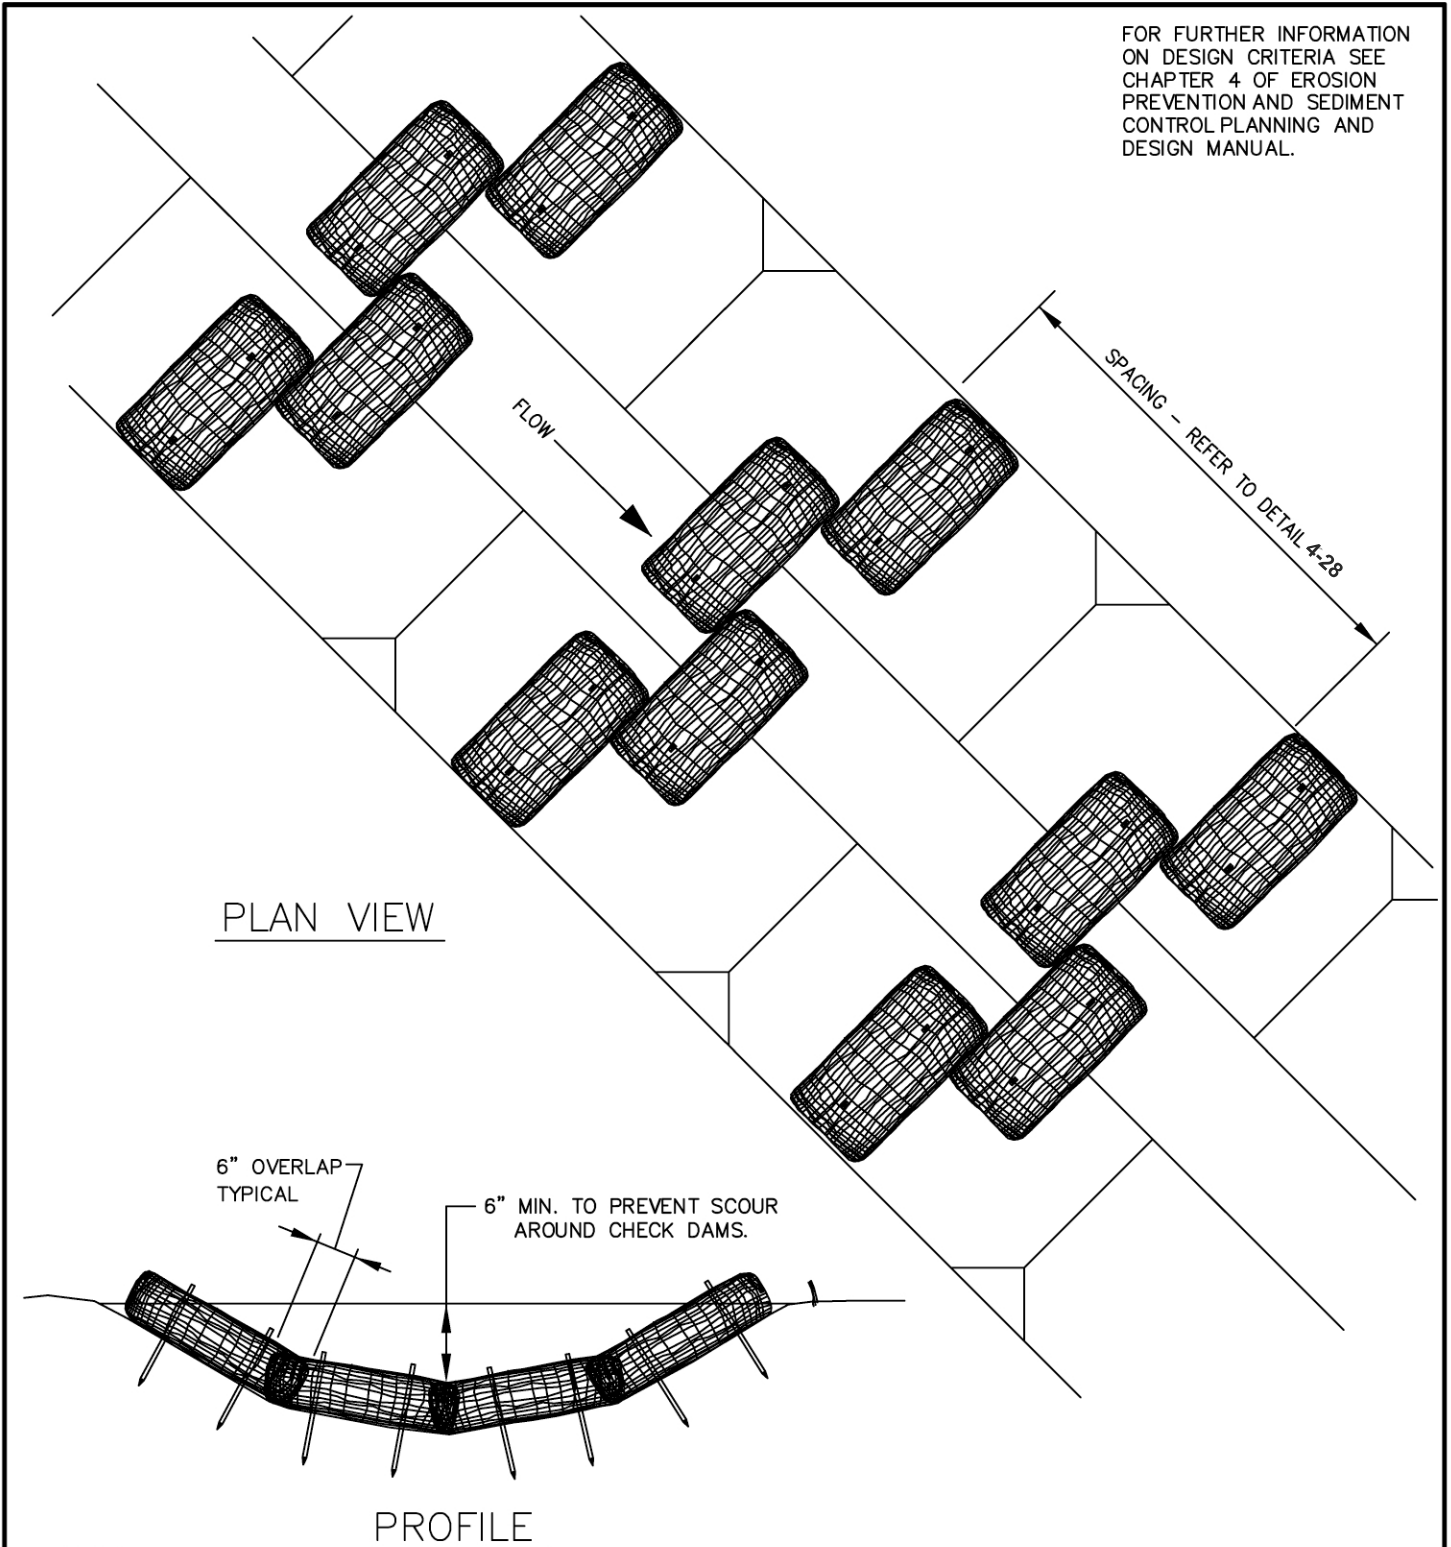 FOR FURTHER INFORMATION
ON DESIGN CRITERIA SEE
CHAPTER 4 OF EROSION
PREVENTION AND SEDIMENT
CONTROL PLANNING AND
DESIGN MANUAL.
SPACING - REFER TO DETAIL 4-28
FLOW
PLAN VIEW
6" OVERLAP
TYPICAL
6" MIN. TO PREVENT SCOUR
AROUND CHECK DAMS.
PROFILE